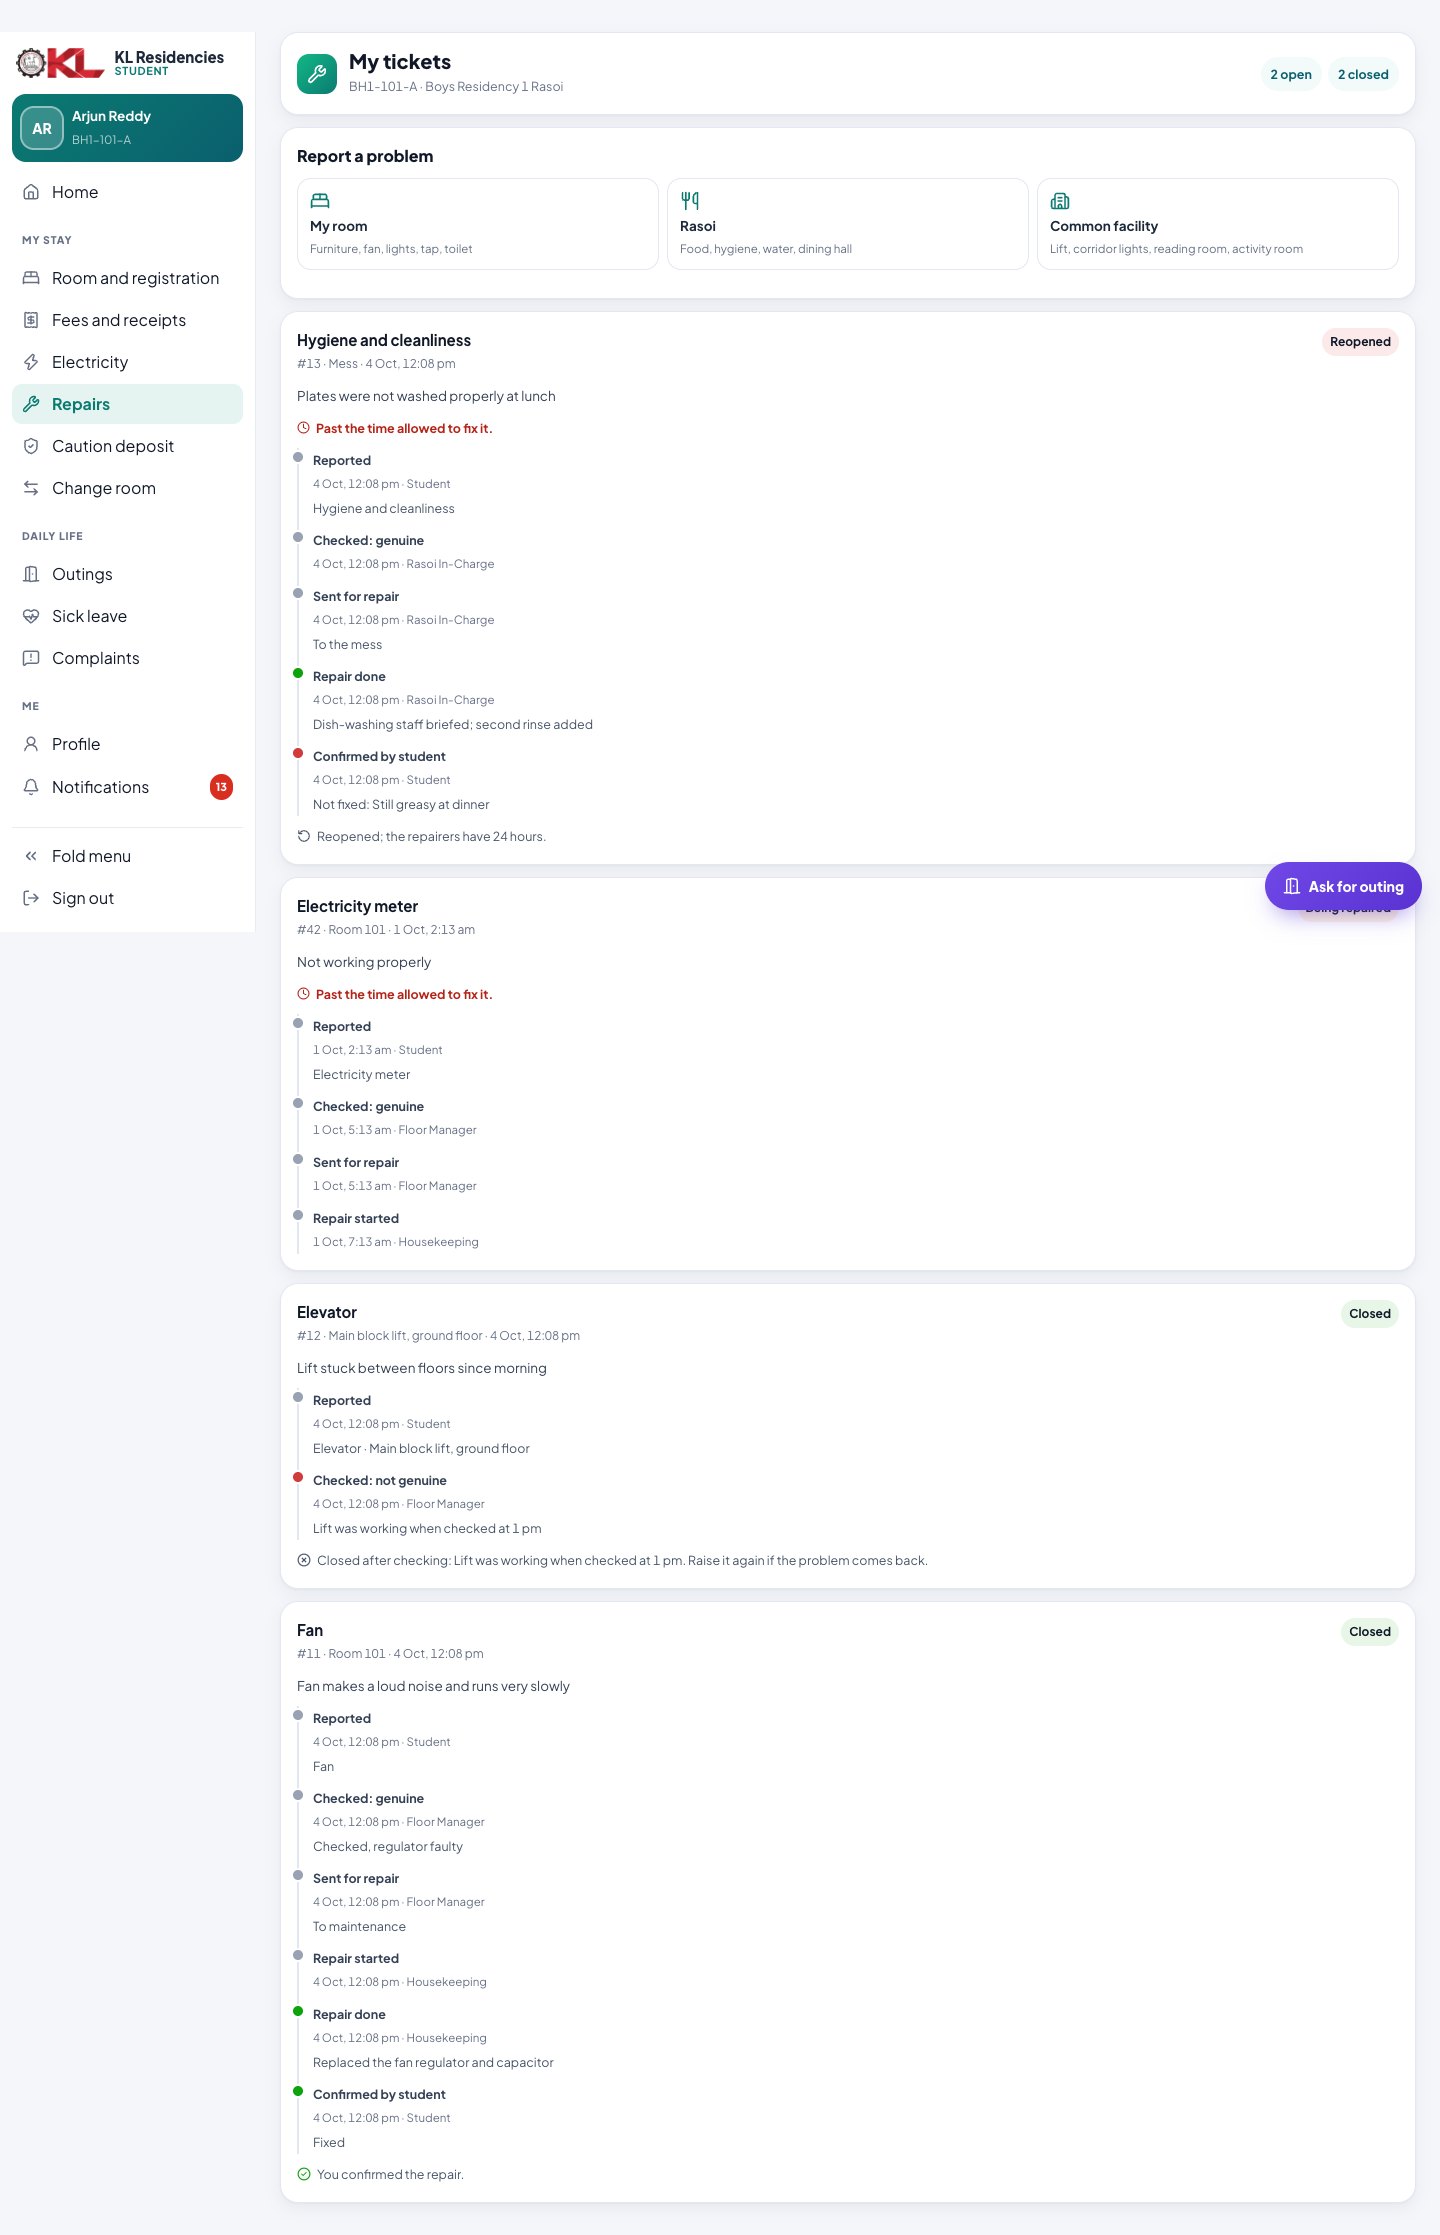 KL
KL Residencies
STUDENT
AR
Arjun Reddy
BH1-101-A
Home
MY STAY
Room and registration
Fees and receipts
Electricity
Repairs
Caution deposit
Change room
DAILY LIFE
Outings
Sick leave
Complaints
ME
Profile
Notifications
13
Fold menu
Sign out
My tickets
BH1-101-A · Boys Residency 1 Rasoi
2 open
2 closed
Report a problem
My room
Furniture, fan, lights, tap, toilet
Rasoi
Food, hygiene, water, dining hall
Common facility
Lift, corridor lights, reading room, activity room
Hygiene and cleanliness
Reopened
#13 · Mess · 4 Oct, 12:08 pm
Plates were not washed properly at lunch
Past the time allowed to fix it.
Reported
4 Oct, 12:08 pm · Student
Hygiene and cleanliness
Checked: genuine
4 Oct, 12:08 pm · Rasoi In-Charge
Sent for repair
4 Oct, 12:08 pm · Rasoi In-Charge
To the mess
Repair done
4 Oct, 12:08 pm · Rasoi In-Charge
Dish-washing staff briefed; second rinse added
Confirmed by student
4 Oct, 12:08 pm · Student
Not fixed: Still greasy at dinner
Reopened; the repairers have 24 hours.
Ask for outing
Electricity meter
Being repaired
#42 · Room 101 · 1 Oct, 2:13 am
Not working properly
Past the time allowed to fix it.
Reported
1 Oct, 2:13 am · Student
Electricity meter
Checked: genuine
1 Oct, 5:13 am · Floor Manager
Sent for repair
1 Oct, 5:13 am · Floor Manager
Repair started
1 Oct, 7:13 am · Housekeeping
Elevator
Closed
#12 · Main block lift, ground floor · 4 Oct, 12:08 pm
Lift stuck between floors since morning
Reported
4 Oct, 12:08 pm · Student
Elevator · Main block lift, ground floor
Checked: not genuine
4 Oct, 12:08 pm · Floor Manager
Lift was working when checked at 1 pm
Closed after checking: Lift was working when checked at 1 pm. Raise it again if the problem comes back.
Fan
Closed
#11 · Room 101 · 4 Oct, 12:08 pm
Fan makes a loud noise and runs very slowly
Reported
4 Oct, 12:08 pm · Student
Fan
Checked: genuine
4 Oct, 12:08 pm · Floor Manager
Checked, regulator faulty
Sent for repair
4 Oct, 12:08 pm · Floor Manager
To maintenance
Repair started
4 Oct, 12:08 pm · Housekeeping
Repair done
4 Oct, 12:08 pm · Housekeeping
Replaced the fan regulator and capacitor
Confirmed by student
4 Oct, 12:08 pm · Student
Fixed
You confirmed the repair.